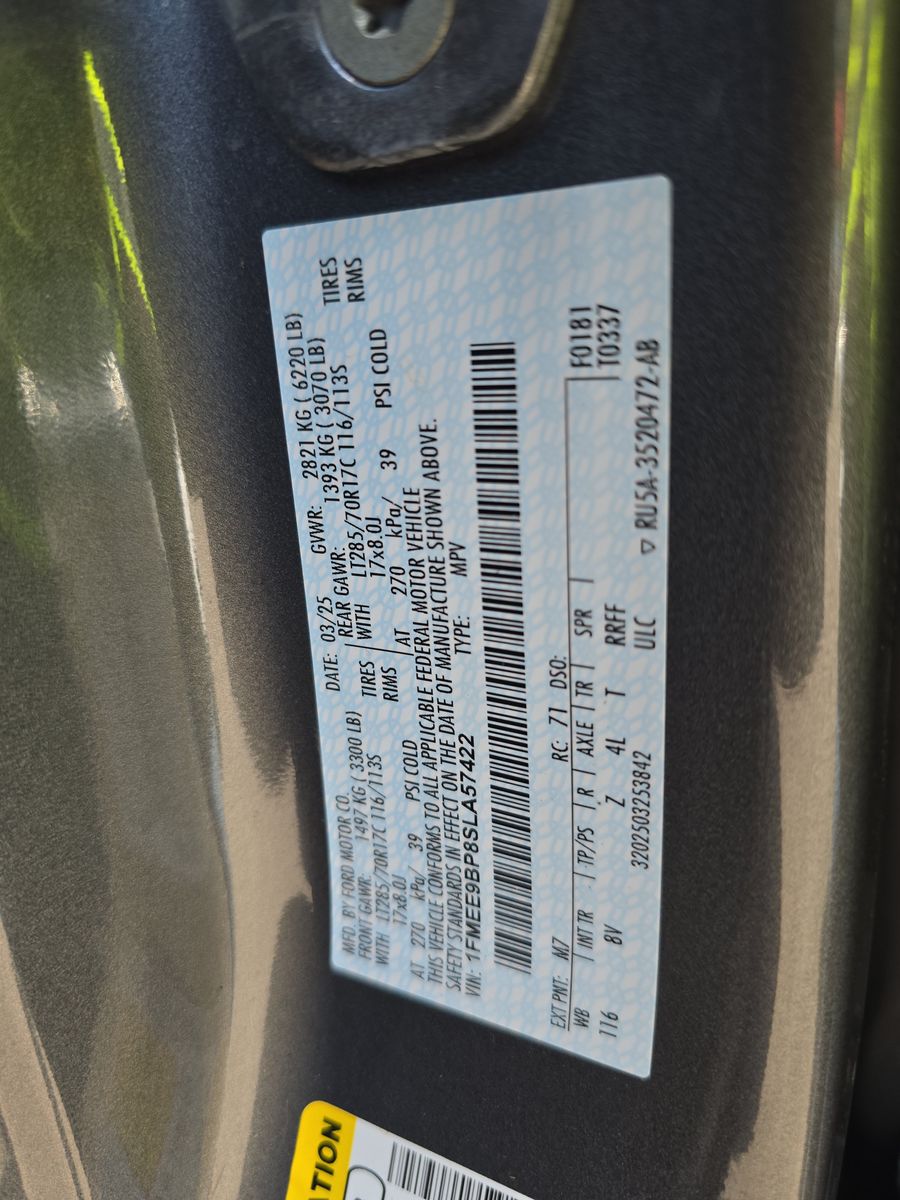 MFD. BY FORD MOTOR CO.
DATE: 03/25 GVWR: 2821 KG ( 6220 LB)
FRONT GAWR: 1497 KG ( 3300 LB)
REAR GAWR: 1393 KG ( 3070 LB)
WITH LT285/70R17C 116/113S TIRES
WITH LT285/70R17C 116/113S TIRES
17x8.0J RIMS
17x8.0J RIMS
AT 270 kPa/ 39 PSI COLD
AT 270 kPa/ 39 PSI COLD
THIS VEHICLE CONFORMS TO ALL APPLICABLE FEDERAL MOTOR VEHICLE
SAFETY STANDARDS IN EFFECT ON THE DATE OF MANUFACTURE SHOWN ABOVE.
VIN: 1FMEE9BP8SLA57422 TYPE: MPV
EXT PNT: M7 RC: 71 DSO: F0181
WB INT TR TP/PS R AXLE TR SPR T0337
116 8V Z 4L T RRFF
3202503253842 ULC ▽ RU5A-3520472-AB
ATION